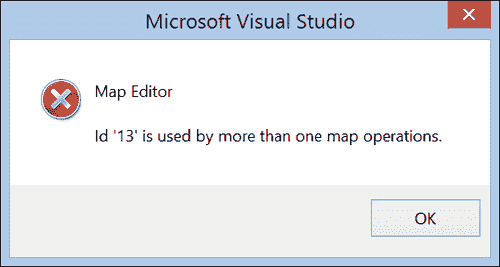 Microsoft Visual Studio
Map Editor
Id '13' is used by more than one map operations.
OK